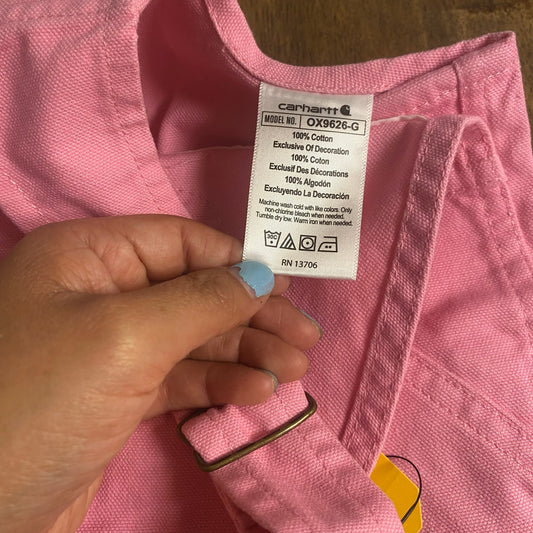 carhartt
MODEL NO. OX9626-G
100% Cotton
Exclusive Of Decoration
100% Coton
Exclusif Des Décorations
100% Algodón
Excluyendo La Decoración
Machine wash cold with like colors. Only
non-chlorine bleach when needed.
Tumble dry low. Warm iron when needed.
30C
RN 13706